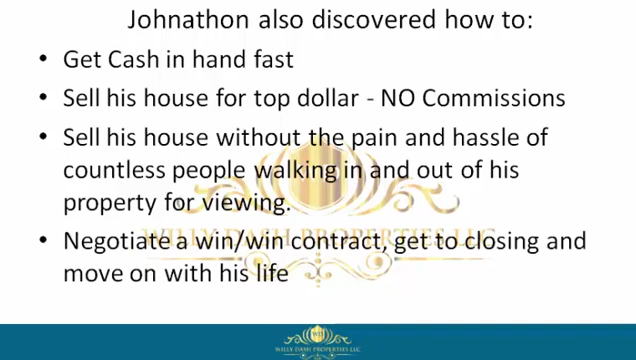 Johnathon also discovered how to:
• Get Cash in hand fast
• Sell his house for top dollar - NO Commissions
• Sell his house without the pain and hassle of
countless people walking in and out of his
property for viewing.
• Negotiate a win/win contract, get to closing and
move on with his life
WILLY DASH PROPERTIES LLC
WILLY DASH PROPERTIES LLC